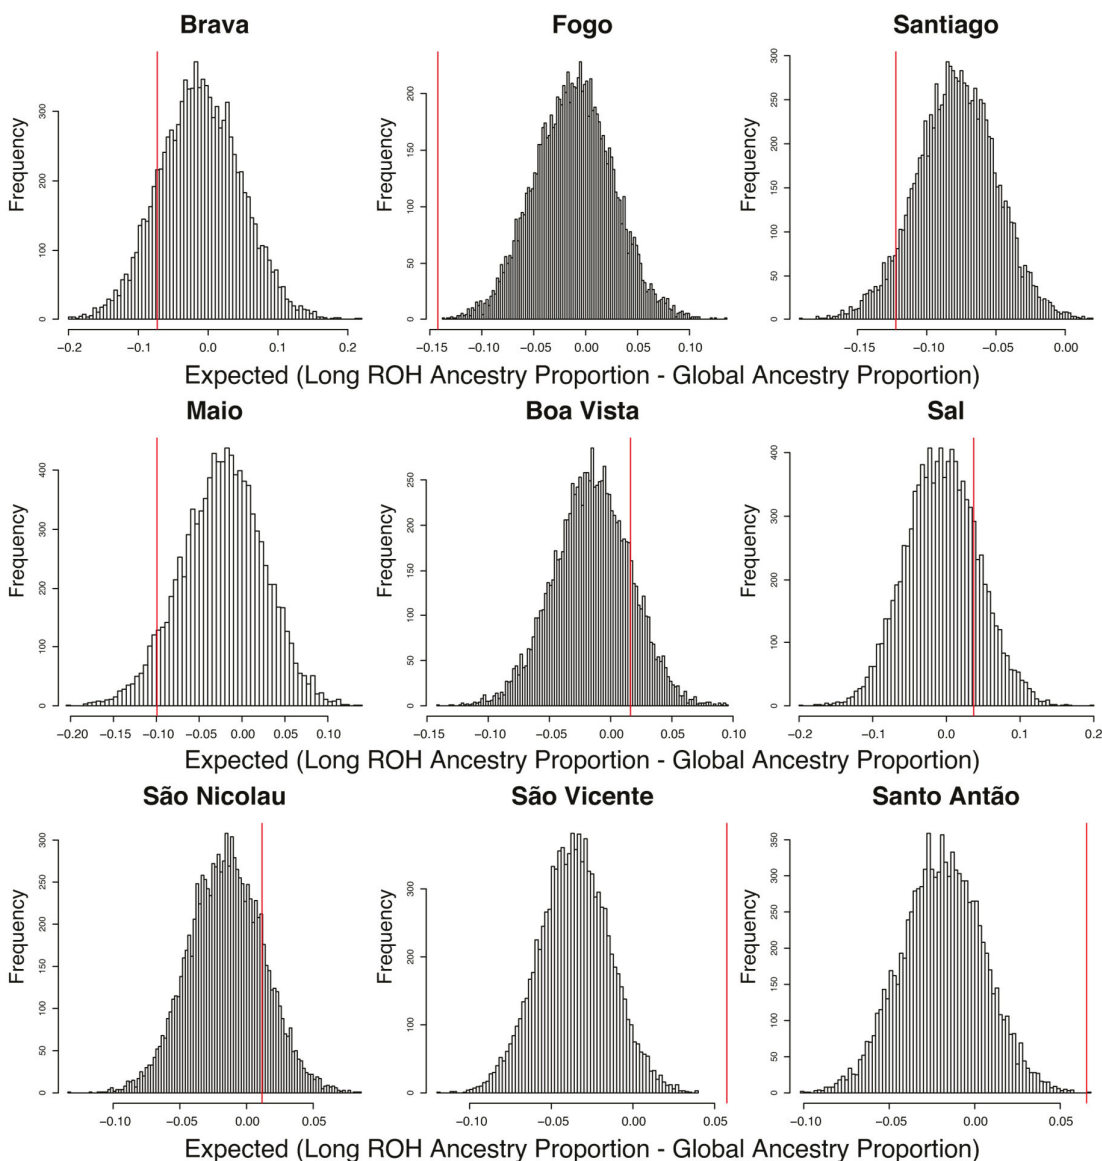 Brava Fogo Santiago
Frequency
0 100 200 300
−0.2 −0.1 0.0 0.1 0.2
Frequency
0 50 100 150 200
−0.15 −0.10 −0.05 0.00 0.05 0.10
Frequency
0 50 100 150 200 250 300
−0.15 −0.10 −0.05 0.00
Expected (Long ROH Ancestry Proportion - Global Ancestry Proportion)
Maio Boa Vista Sal
Frequency
0 100 200 300 400
−0.20 −0.15 −0.10 −0.05 0.00 0.05 0.10
Frequency
0 50 100 150 200 250
−0.15 −0.10 −0.05 0.00 0.05 0.10
Frequency
0 100 200 300 400
−0.2 −0.1 0.0 0.1 0.2
Expected (Long ROH Ancestry Proportion - Global Ancestry Proportion)
São Nicolau São Vicente Santo Antão
Frequency
0 50 100 150 200 250 300
−0.10 −0.05 0.00 0.05
Frequency
0 100 200 300
−0.10 −0.05 0.00 0.05
Frequency
0 50 100 150 200 250 300 350
−0.10 −0.05 0.00 0.05
Expected (Long ROH Ancestry Proportion - Global Ancestry Proportion)